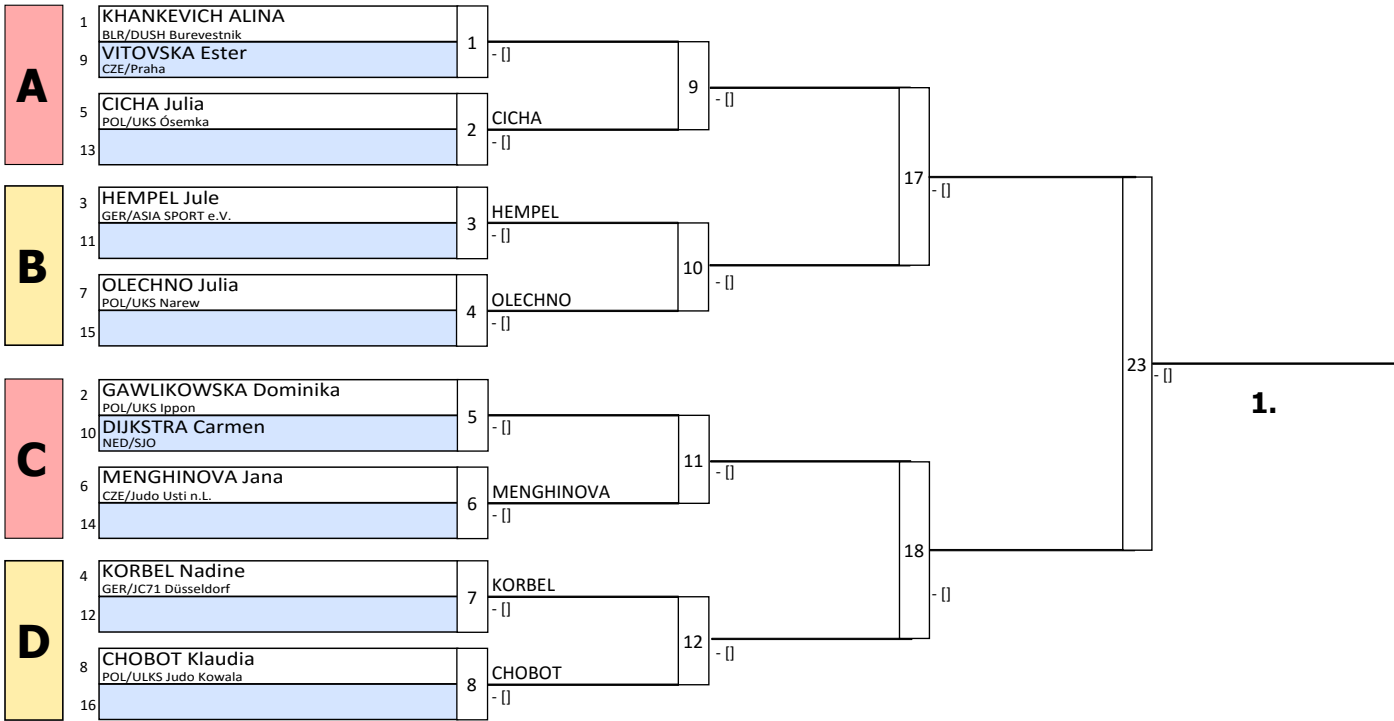 A
1
KHANKEVICH ALINA
BLR/DUSH Burevestnik
9
VITOVSKA Ester
CZE/Praha
1
- []
5
CICHA Julia
POL/UKS Ósemka
13
2
CICHA
- []
9
- []
B
3
HEMPEL Jule
GER/ASIA SPORT e.V.
11
3
HEMPEL
- []
7
OLECHNO Julia
POL/UKS Narew
15
4
OLECHNO
- []
10
- []
17
- []
C
2
GAWLIKOWSKA Dominika
POL/UKS Ippon
10
DIJKSTRA Carmen
NED/SJO
5
- []
6
MENGHINOVA Jana
CZE/Judo Usti n.L.
14
6
MENGHINOVA
- []
11
- []
D
4
KORBEL Nadine
GER/JC71 Düsseldorf
12
7
KORBEL
- []
8
CHOBOT Klaudia
POL/ULKS Judo Kowala
16
8
CHOBOT
- []
12
- []
18
- []
23
- []
1.